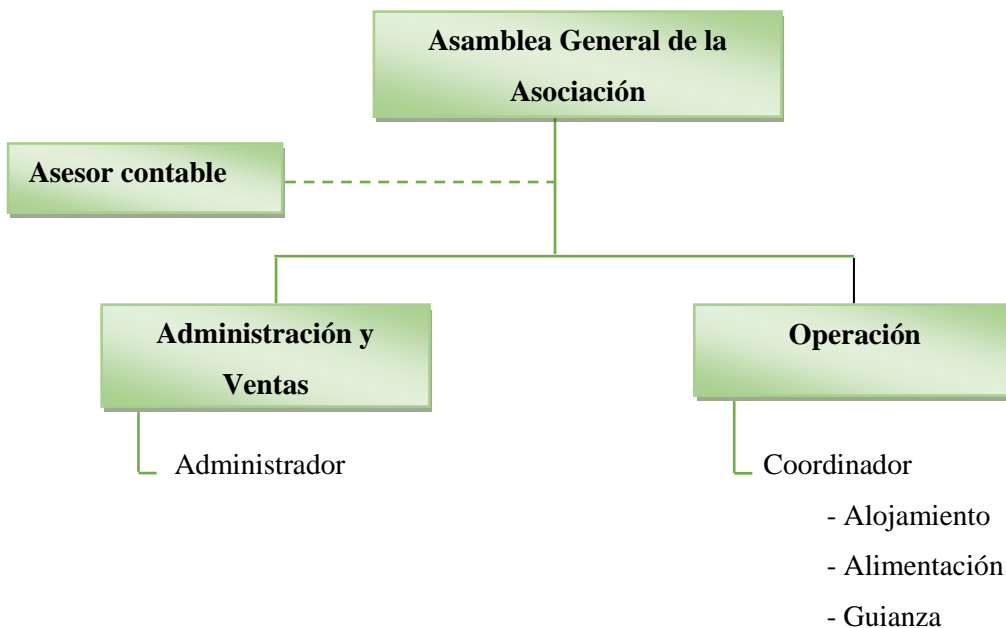 Asamblea General de la
Asociación
Asesor contable
Administración y
Ventas
Administrador
Operación
Coordinador
- Alojamiento
- Alimentación
- Guianza